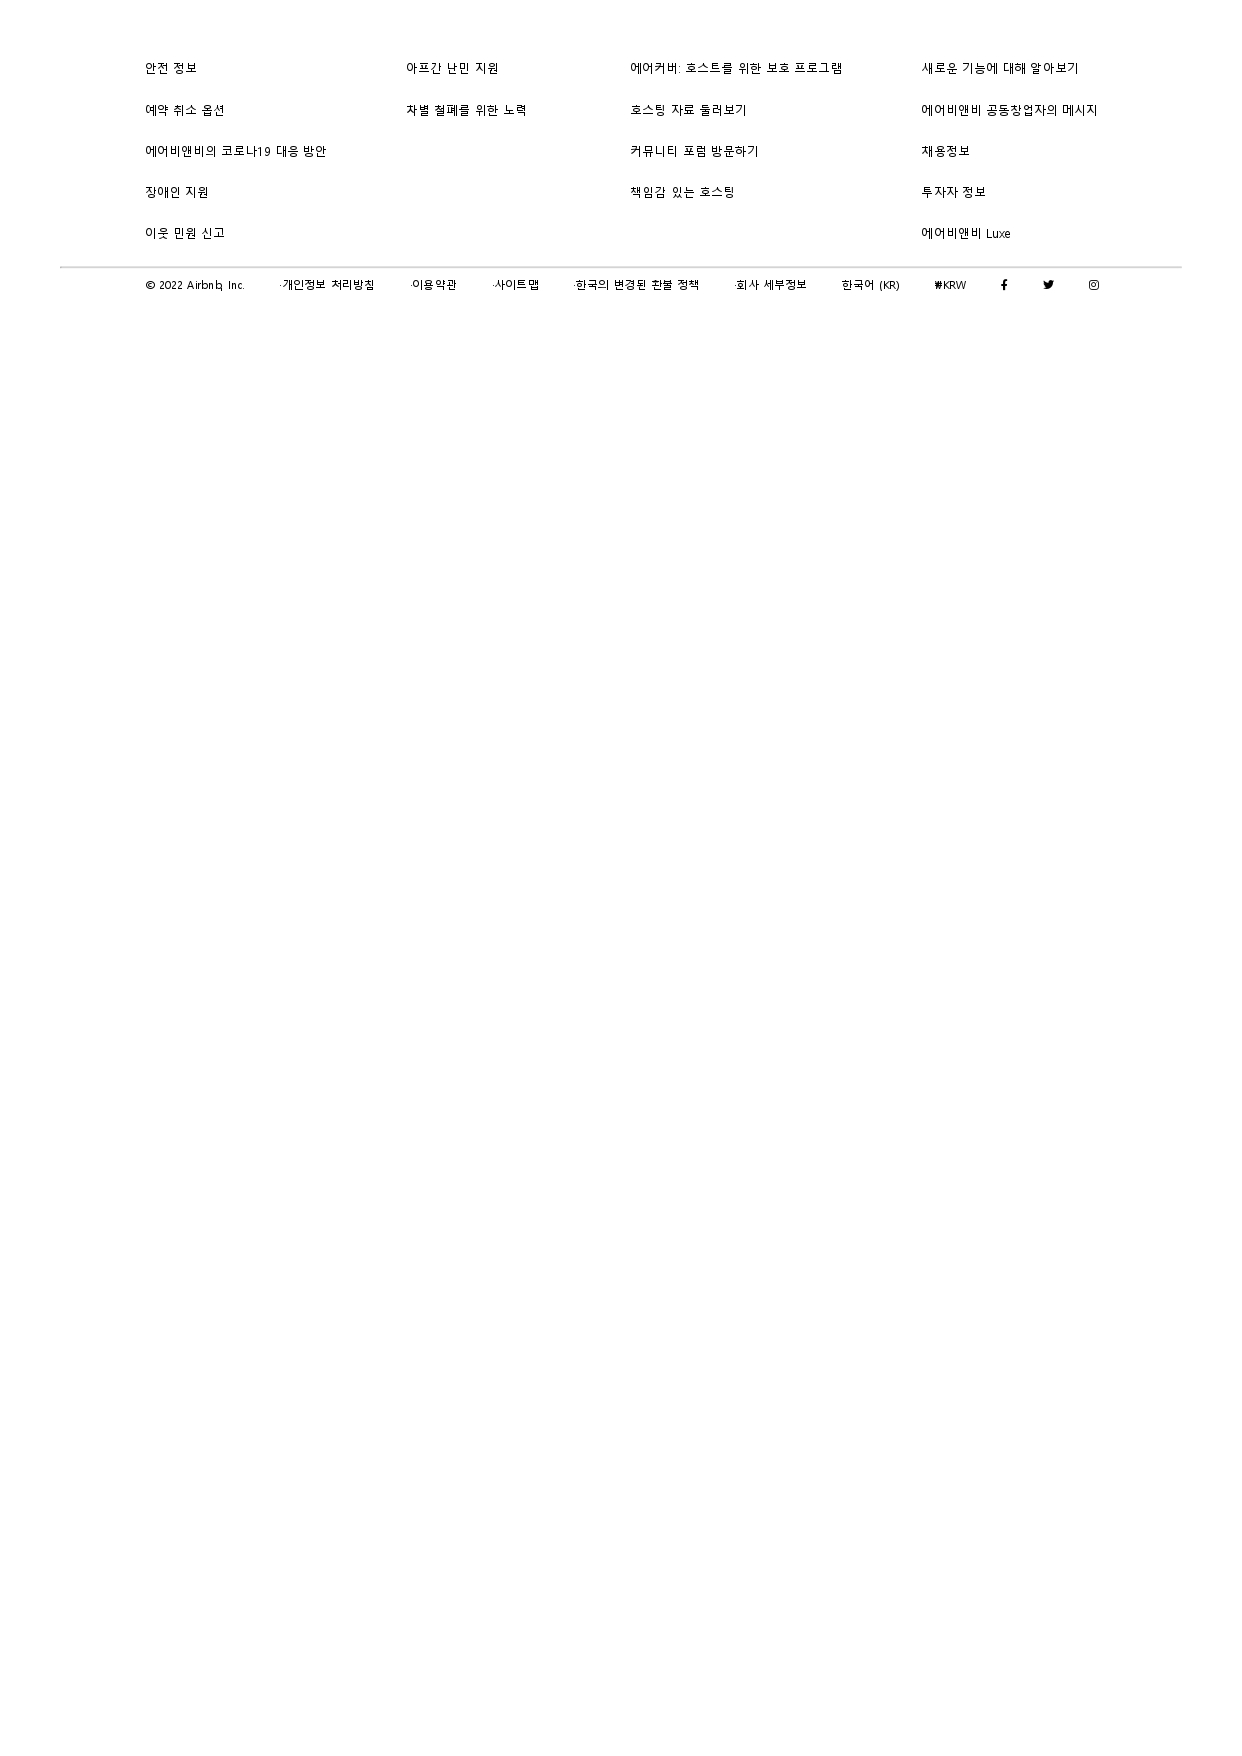 안전 정보
예약 취소 옵션
에어비앤비의 코로나19 대응 방안
장애인 지원
이웃 민원 신고
아프간 난민 지원
차별 철폐를 위한 노력
에어커버: 호스트를 위한 보호 프로그램
호스팅 자료 둘러보기
커뮤니티 포럼 방문하기
책임감 있는 호스팅
새로운 기능에 대해 알아보기
에어비앤비 공동창업자의 메시지
채용정보
투자자 정보
에어비앤비 Luxe
© 2022 Airbnb, Inc. ·개인정보 처리방침 ·이용약관 ·사이트맵 ·한국의 변경된 환불 정책 ·회사 세부정보 한국어 (KR) ₩KRW